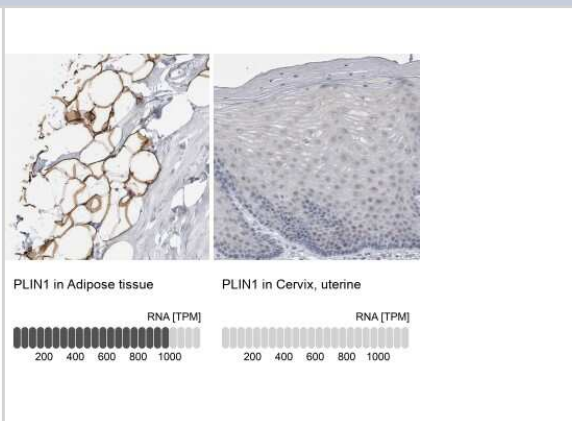 PLIN1 in Adipose tissue
PLIN1 in Cervix, uterine
RNA [TPM]
RNA [TPM]
200 400 600 800 1000
200 400 600 800 1000